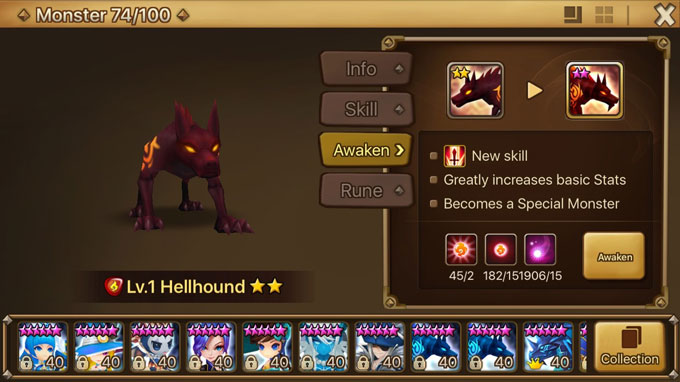 Monster 74/100
Info
Skill
Awaken
Rune
New skill
Greatly increases basic Stats
Becomes a Special Monster
45/2 182/151906/15
Awaken
Lv.1 Hellhound
40 40 40 40 40 40 40 40 40 40
Collection